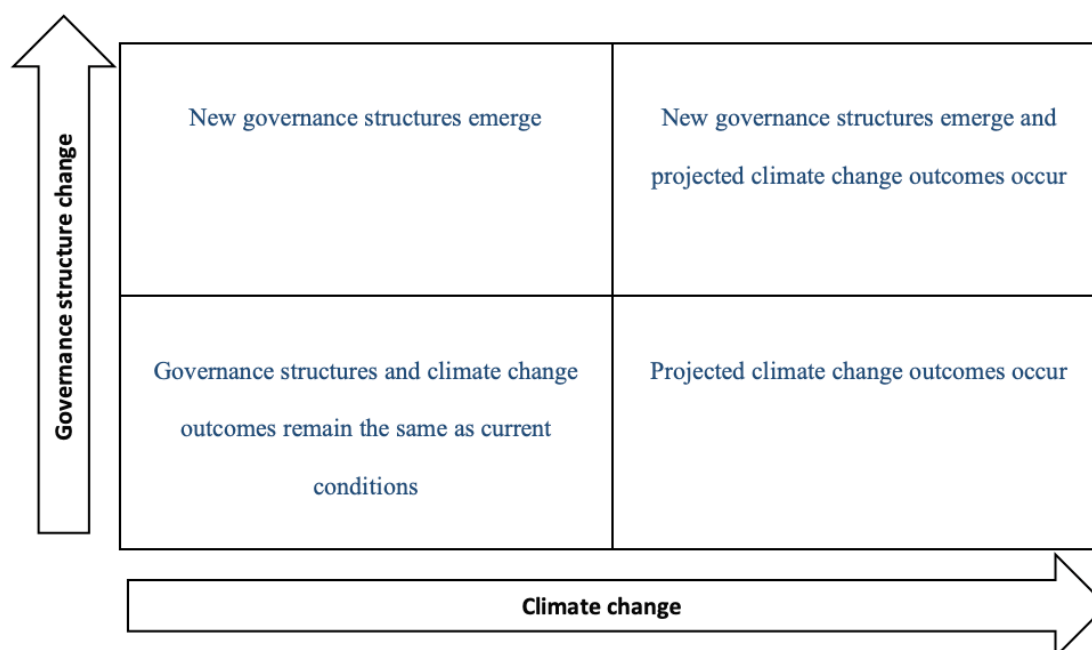 Governance structure change
New governance structures emerge
New governance structures emerge and
projected climate change outcomes occur
Governance structures and climate change
outcomes remain the same as current
conditions
Projected climate change outcomes occur
Climate change